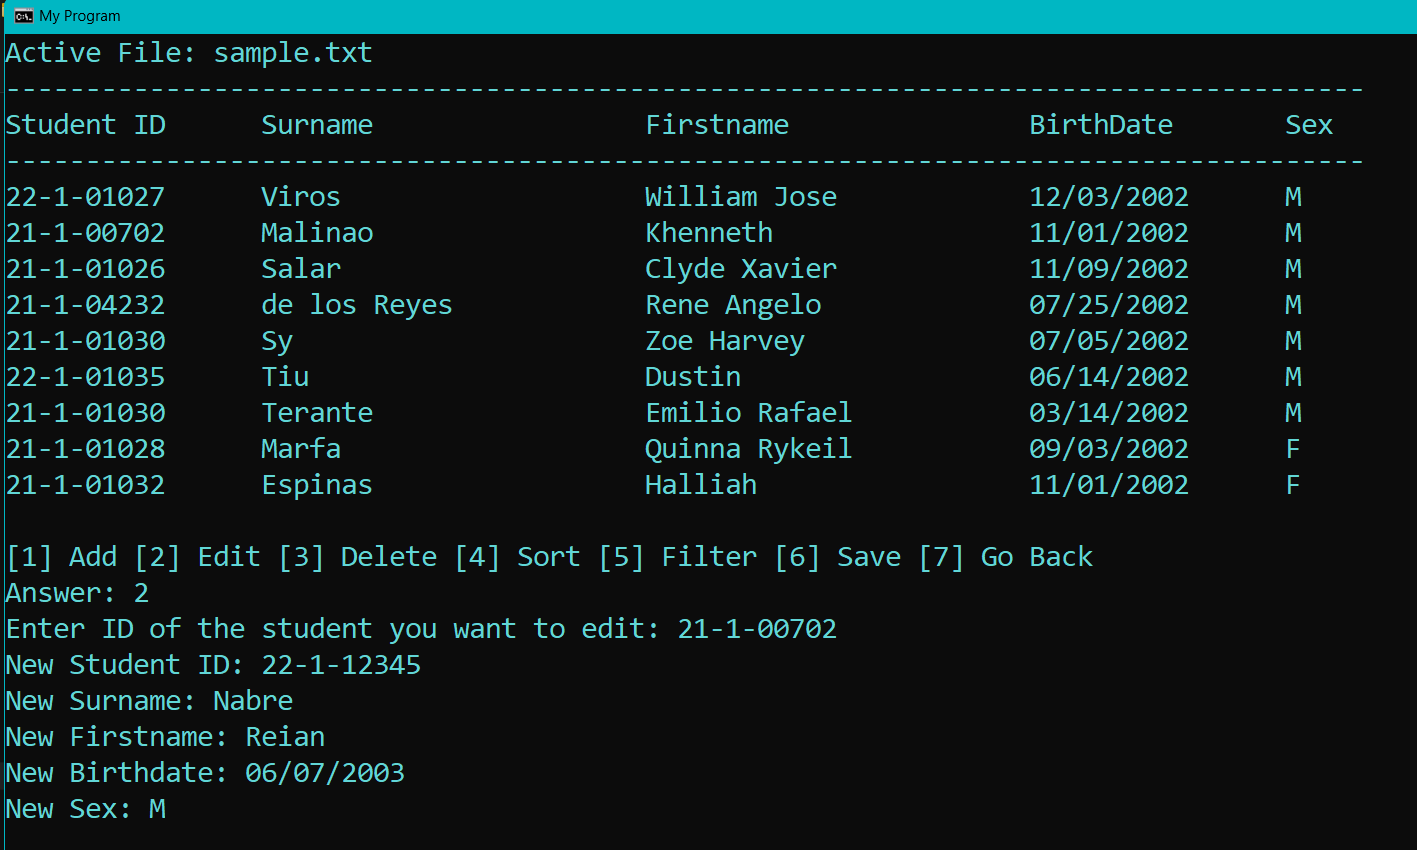 My Program
Active File: sample.txt
-------------------------------------------------------------------------------------
Student ID      Surname                 Firstname               BirthDate       Sex
-------------------------------------------------------------------------------------
22-1-01027      Viros                   William Jose            12/03/2002      M
21-1-00702      Malinao                 Khenneth                11/01/2002      M
21-1-01026      Salar                   Clyde Xavier            11/09/2002      M
21-1-04232      de los Reyes            Rene Angelo             07/25/2002      M
21-1-01030      Sy                      Zoe Harvey              07/05/2002      M
22-1-01035      Tiu                     Dustin                  06/14/2002      M
21-1-01030      Terante                 Emilio Rafael           03/14/2002      M
21-1-01028      Marfa                   Quinna Rykeil           09/03/2002      F
21-1-01032      Espinas                 Halliah                 11/01/2002      F
[1] Add [2] Edit [3] Delete [4] Sort [5] Filter [6] Save [7] Go Back
Answer: 2
Enter ID of the student you want to edit: 21-1-00702
New Student ID: 22-1-12345
New Surname: Nabre
New Firstname: Reian
New Birthdate: 06/07/2003
New Sex: M